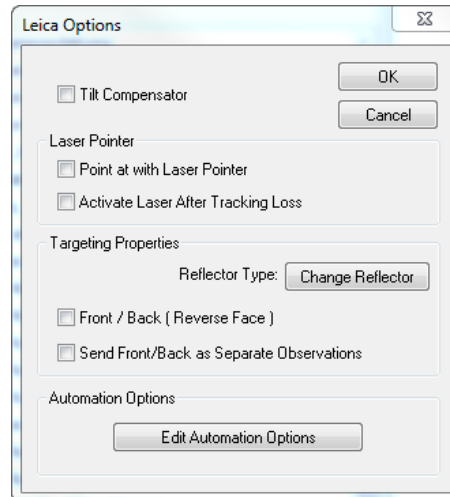 Leica Options
OK
Tilt Compensator
Cancel
Laser Pointer
Point at with Laser Pointer
Activate Laser After Tracking Loss
Targeting Properties
Reflector Type: Change Reflector
Front / Back ( Reverse Face )
Send Front/Back as Separate Observations
Automation Options
Edit Automation Options